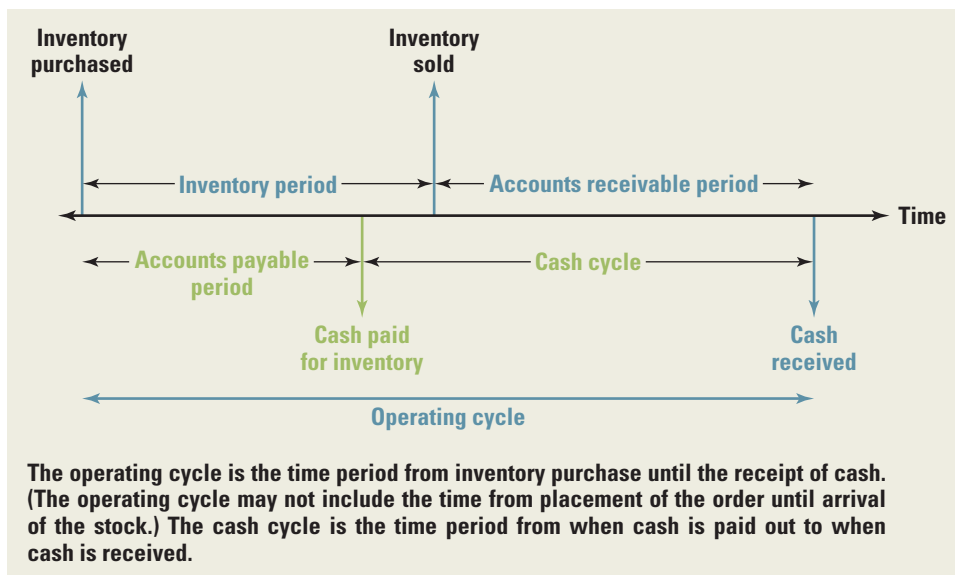 Inventory
purchased
Inventory
sold
Inventory period
Accounts receivable period
Time
Accounts payable
period
Cash cycle
Cash paid
for inventory
Cash
received
Operating cycle
The operating cycle is the time period from inventory purchase until the receipt of cash.
(The operating cycle may not include the time from placement of the order until arrival
of the stock.) The cash cycle is the time period from when cash is paid out to when
cash is received.